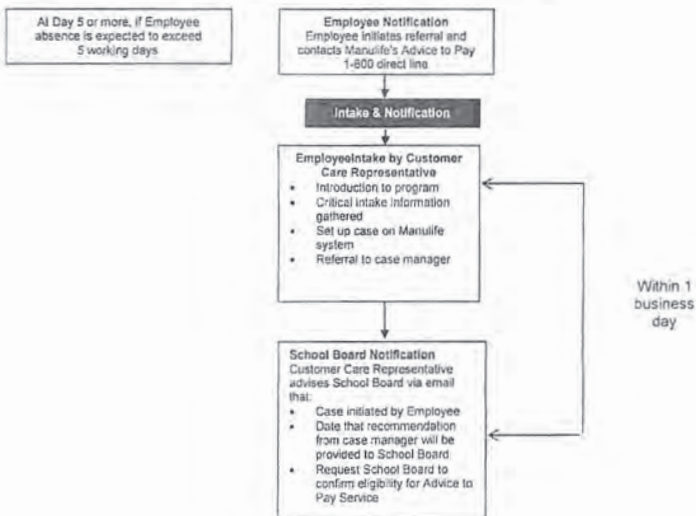 At Day 5 or more, if Employee
absence is expected to exceed
5 working days
Employee Notification
Employee initiates referral and
contacts Manulife's Advice to Pay
1-800 direct line
Intake & Notification
EmployeeIntake by Customer
Care Representative
• Introduction to program
• Critical intake information
gathered
• Set up case on Manulife
system
• Referral to case manager
Within 1
business
day
School Board Notification
Customer Care Representative
advises School Board via email
that:
• Case initiated by Employee
• Date that recommendation
from case manager will be
provided to School Board
• Request School Board to
confirm eligibility for Advice to
Pay Service